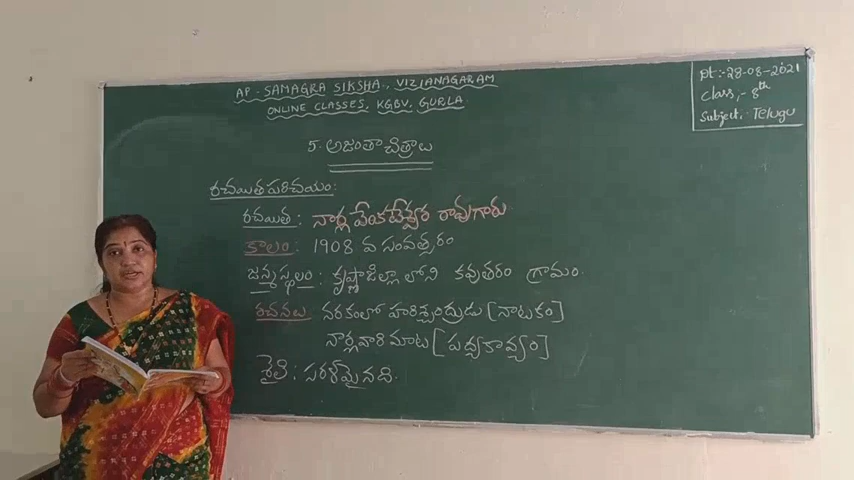 AP - SAMAGRA SIKSHA., VIZIANAGARAM
ONLINE CLASSES, KGBV, GURLA.
Dt:-28-08-2021
Class:- 8th
Subject:- Telugu
5. అజంతా చిత్రాలు
రచయిత పరిచయం:
రచయిత : నార్ల వేంకటేశ్వర రావుగారు
కాలం : 1908 వ సంవత్సరం
జన్మస్థలం : కృష్ణాజిల్లా లోని కవుతరం గ్రామం.
రచనలు నరకంలో హరిశ్చంద్రుడు [నాటకం]
నార్లవారి మాట [పద్యకావ్యం]
శైలి : సరళమైనది.